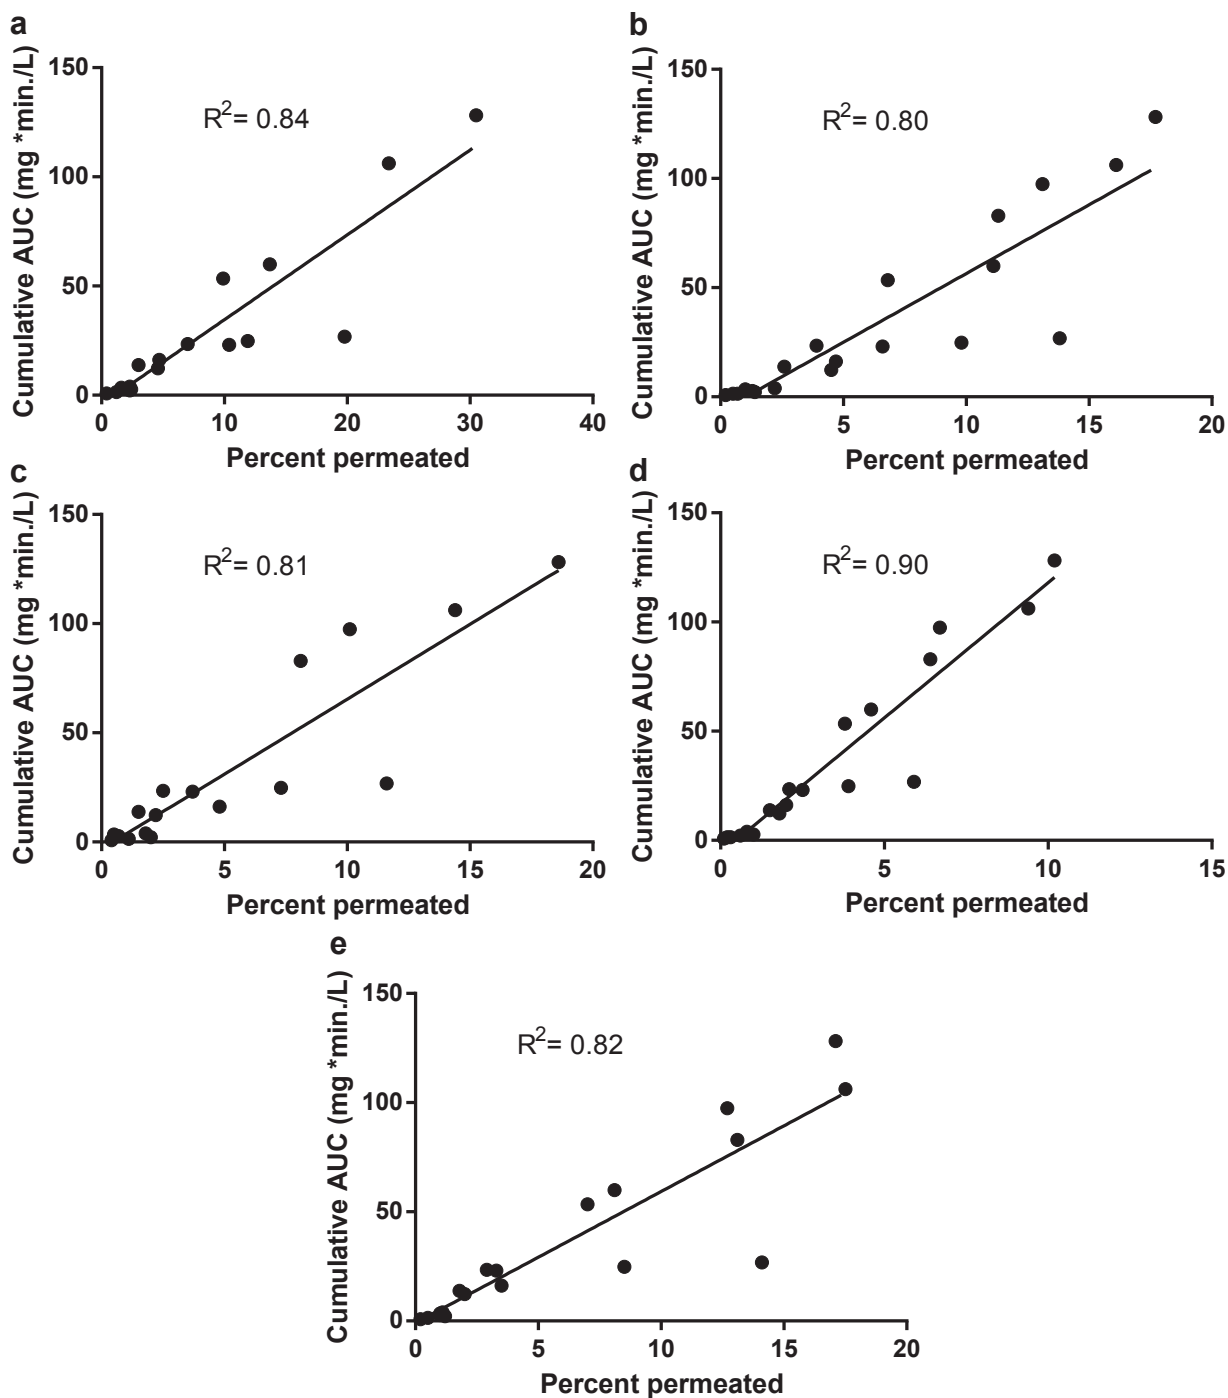 a
Cumulative AUC (mg *min./L)
150
100
50
0
R2= 0.84
0 10 20 30 40
Percent permeated
b
Cumulative AUC (mg *min./L)
150
100
50
0
R2= 0.80
0 5 10 15 20
Percent permeated
c
Cumulative AUC (mg *min./L)
150
100
50
0
R2= 0.81
0 5 10 15 20
Percent permeated
d
Cumulative AUC (mg *min./L)
150
100
50
0
R2= 0.90
0 5 10 15
Percent permeated
e
Cumulative AUC (mg *min./L)
150
100
50
0
R2= 0.82
0 5 10 15 20
Percent permeated